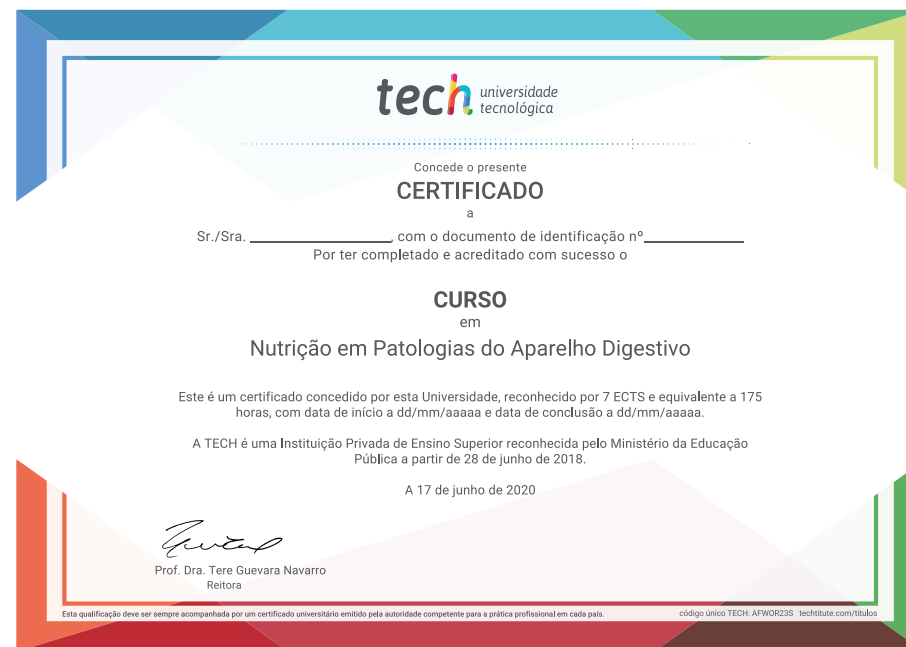 tech universidade
tecnológica
Concede o presente
CERTIFICADO
a
Sr./Sra. ____________________, com o documento de identificação nº______________
Por ter completado e acreditado com sucesso o
CURSO
em
Nutrição em Patologias do Aparelho Digestivo
Este é um certificado concedido por esta Universidade, reconhecido por 7 ECTS e equivalente a 175
horas, com data de início a dd/mm/aaaaa e data de conclusão a dd/mm/aaaaa.
A TECH é uma Instituição Privada de Ensino Superior reconhecida pelo Ministério da Educação
Pública a partir de 28 de junho de 2018.
A 17 de junho de 2020
Prof. Dra. Tere Guevara Navarro
Reitora
Esta qualificação deve ser sempre acompanhada por um certificado universitário emitido pela autoridade competente para a prática profissional em cada país.
código único TECH: AFWOR23S techtitute.com/titulos